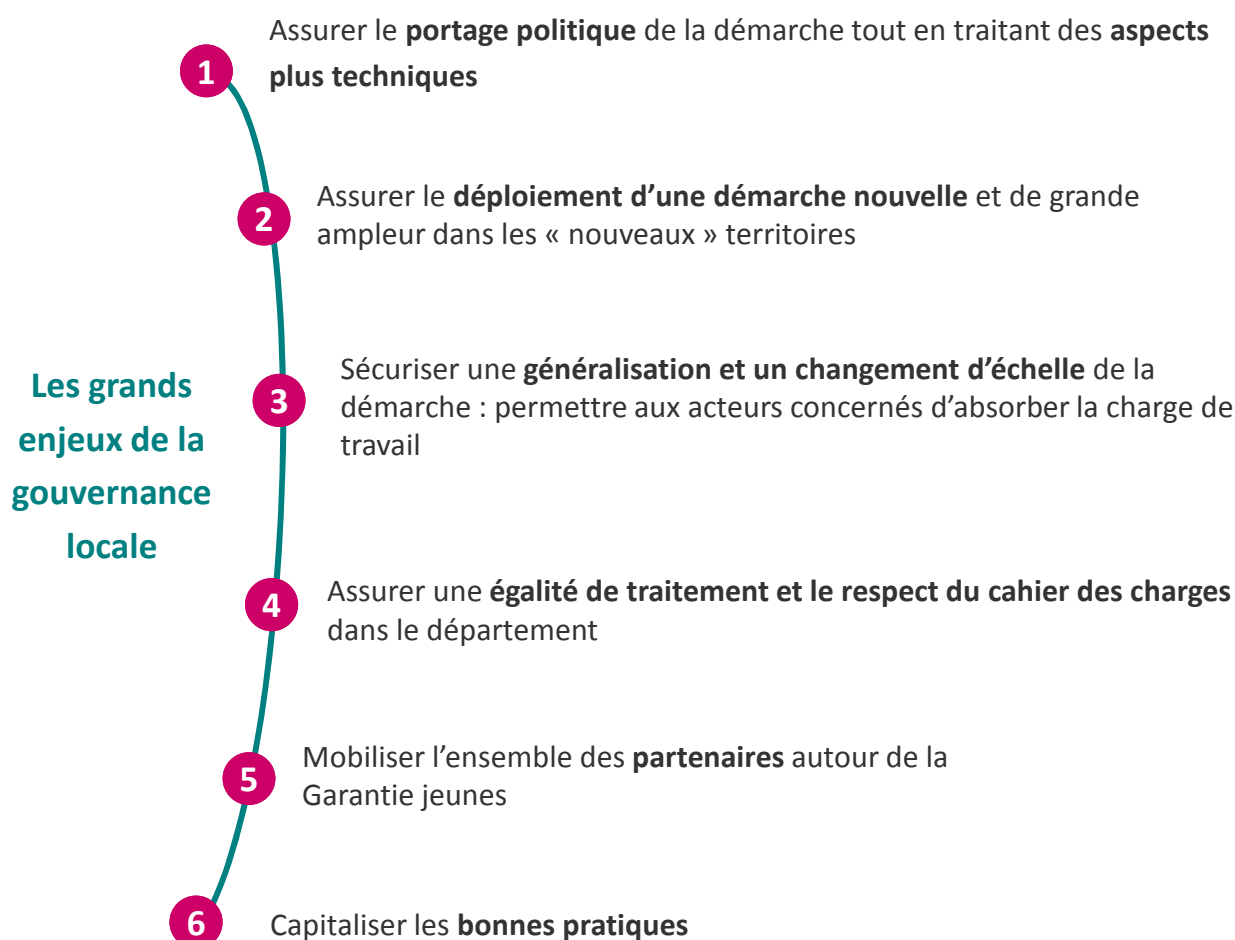 Assurer le portage politique de la démarche tout en traitant des aspects
plus techniques
1
Assurer le déploiement d'une démarche nouvelle et de grande
ampleur dans les « nouveaux » territoires
2
Les grands
enjeux de la
gouvernance
locale
Sécuriser une généralisation et un changement d'échelle de la
démarche : permettre aux acteurs concernés d'absorber la charge de
travail
3
Assurer une égalité de traitement et le respect du cahier des charges
dans le département
4
Mobiliser l'ensemble des partenaires autour de la
Garantie jeunes
5
6
Capitaliser les bonnes pratiques